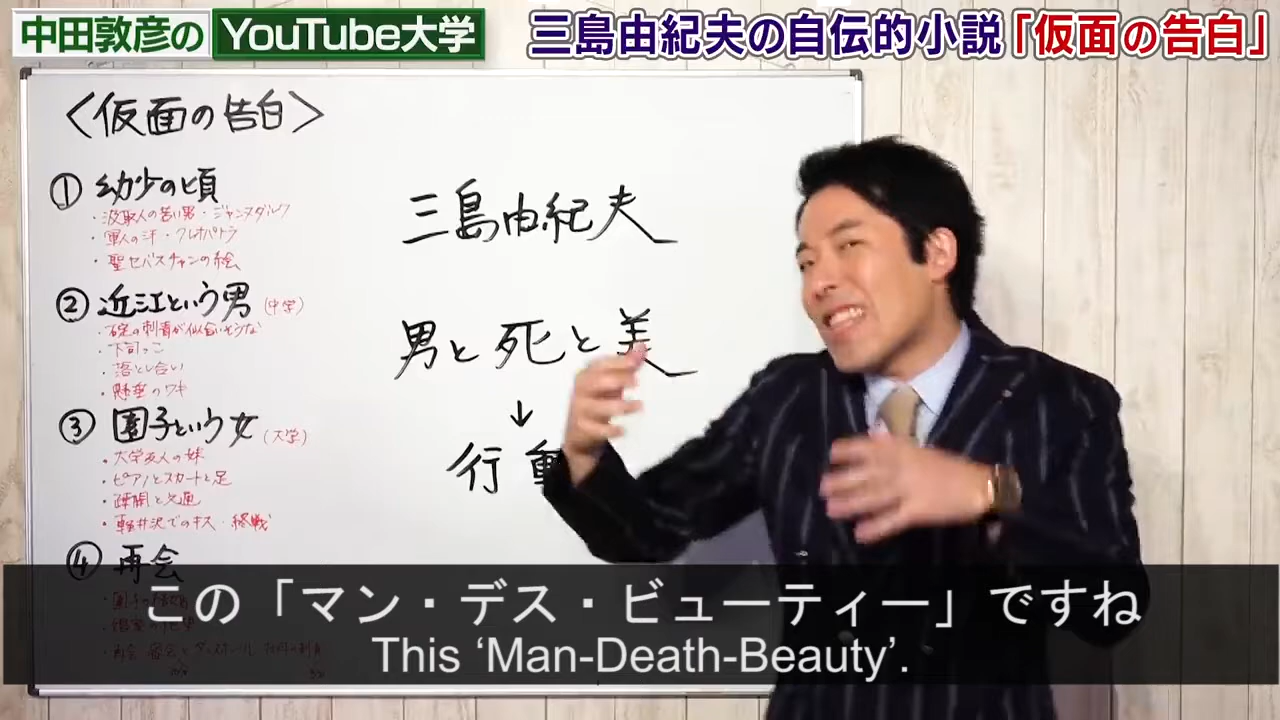 中田敦彦の YouTube大学
三島由紀夫の自伝的小説「仮面の告白」
〈仮面の告白〉
① 幼少の頃
・汲取人の若い男・ジャンヌダルク
・軍人の汗・クレオパトラ
・聖セバスチャンの絵
② 近江という男 (中学)
の刺青が似合いそうな
・下司っこ
・落とし合い
・懸垂のワキ
③ 園子という女 (大学)
・大学友人の妹
・ピアノとスカートと足
・疎開と文通
・軽井沢でのキス・終戦
④ 再会
三島由紀夫
男と死と美
↓
行動
この「マン・デス・ビューティー」ですね
This ‘Man-Death-Beauty’.